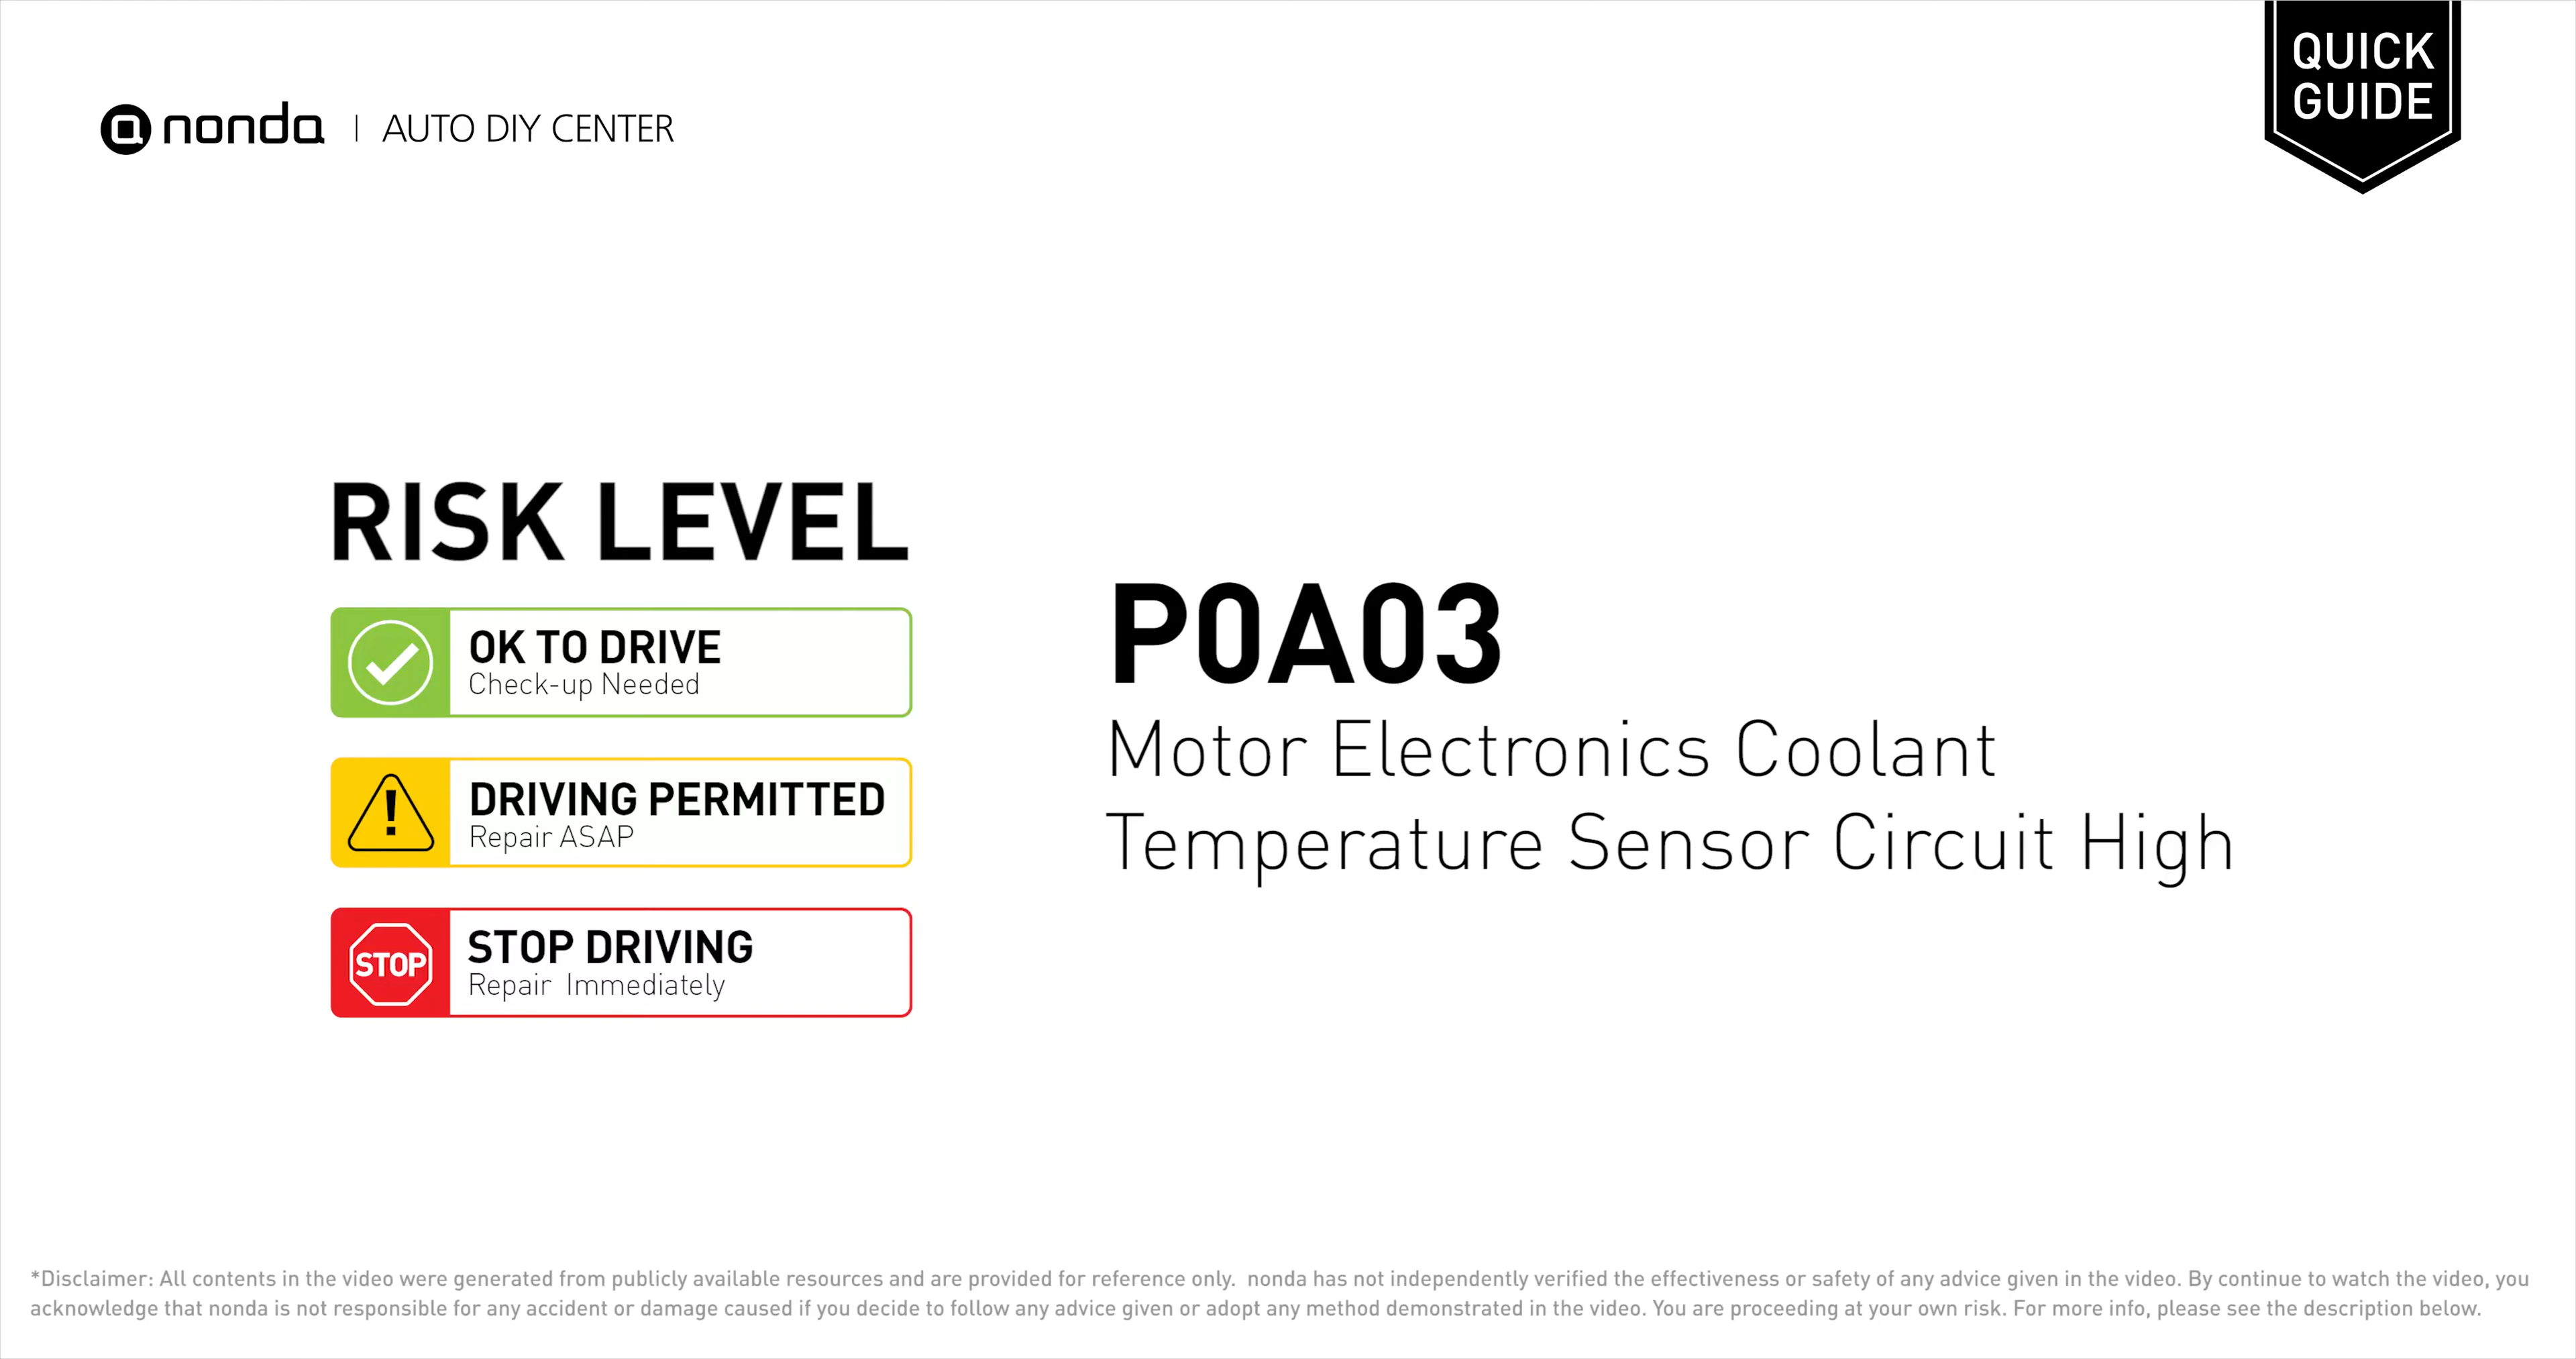 nonda | AUTO DIY CENTER
QUICK
GUIDE
RISK LEVEL
OK TO DRIVE
Check-up Needed
DRIVING PERMITTED
Repair ASAP
STOP
STOP DRIVING
Repair Immediately
P0A03
Motor Electronics Coolant
Temperature Sensor Circuit High
*Disclaimer: All contents in the video were generated from publicly available resources and are provided for reference only. nonda has not independently verified the effectiveness or safety of any advice given in the video. By continue to watch the video, you
acknowledge that nonda is not responsible for any accident or damage caused if you decide to follow any advice given or adopt any method demonstrated in the video. You are proceeding at your own risk. For more info, please see the description below.